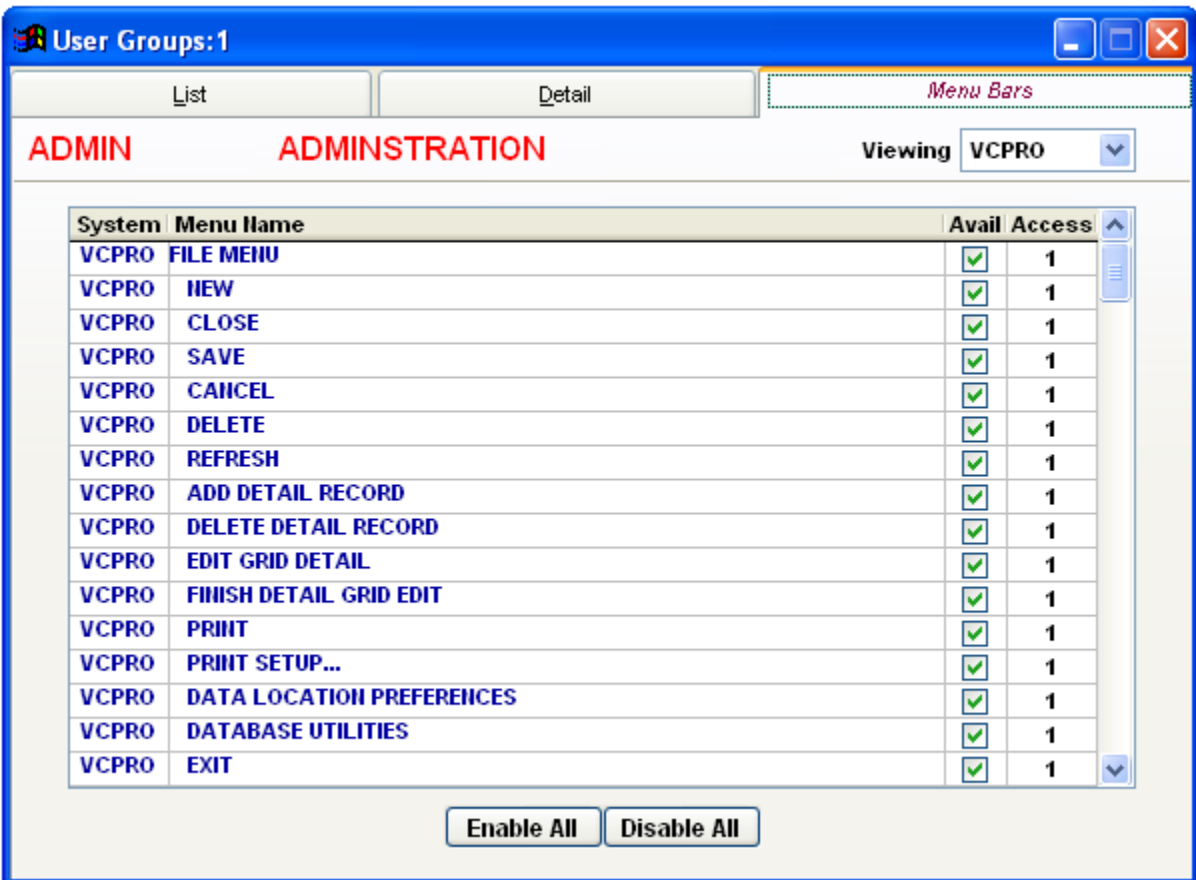 User Groups:1
List Detail Menu Bars
ADMIN ADMINSTRATION Viewing VCPRO
System Menu Name Avail Access
VCPRO FILE MENU 1
VCPRO NEW 1
VCPRO CLOSE 1
VCPRO SAVE 1
VCPRO CANCEL 1
VCPRO DELETE 1
VCPRO REFRESH 1
VCPRO ADD DETAIL RECORD 1
VCPRO DELETE DETAIL RECORD 1
VCPRO EDIT GRID DETAIL 1
VCPRO FINISH DETAIL GRID EDIT 1
VCPRO PRINT 1
VCPRO PRINT SETUP... 1
VCPRO DATA LOCATION PREFERENCES 1
VCPRO DATABASE UTILITIES 1
VCPRO EXIT 1
Enable All Disable All